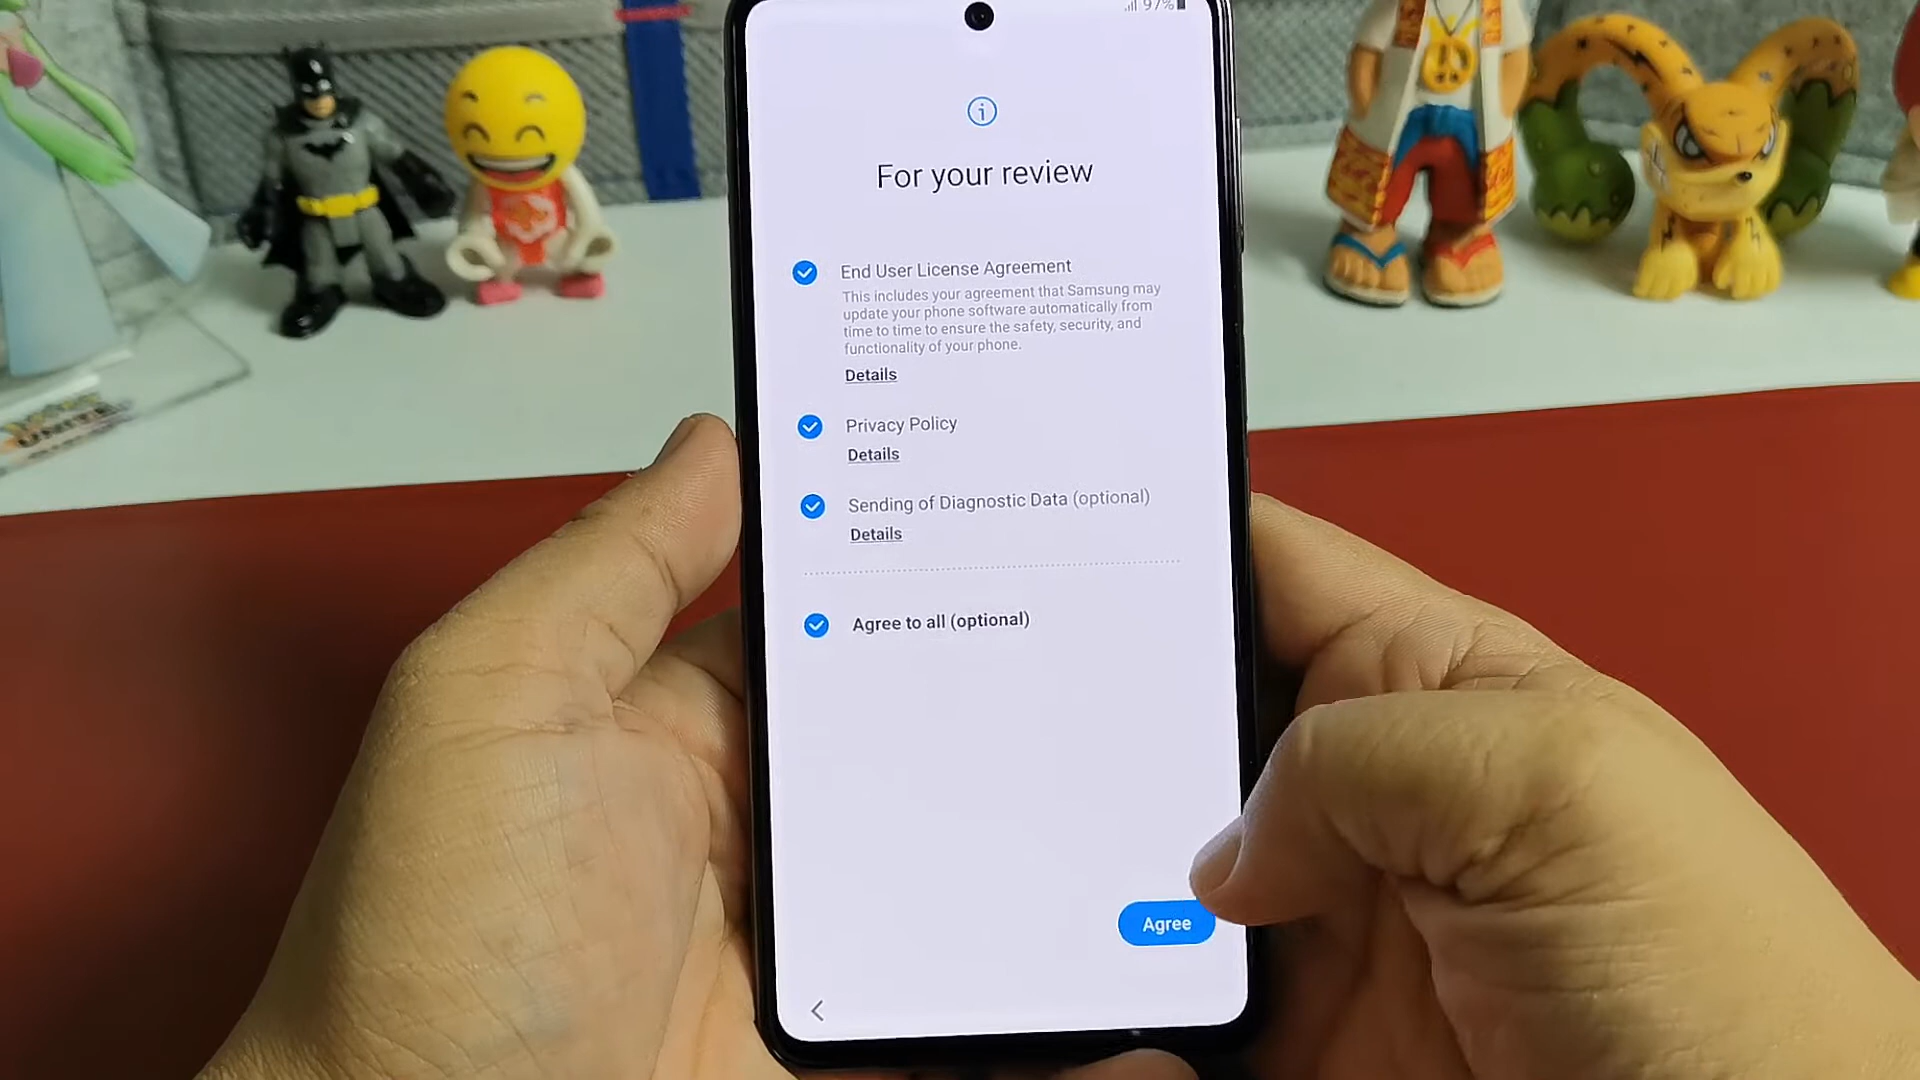 97%
For your review
End User License Agreement
This includes your agreement that Samsung may
update your phone software automatically from
time to time to ensure the safety, security, and
functionality of your phone.
Details
Privacy Policy
Details
Sending of Diagnostic Data (optional)
Details
Agree to all (optional)
Agree